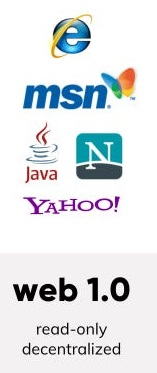 msn
Java
N
YAHOO!
web 1.0
read-only
decentralized